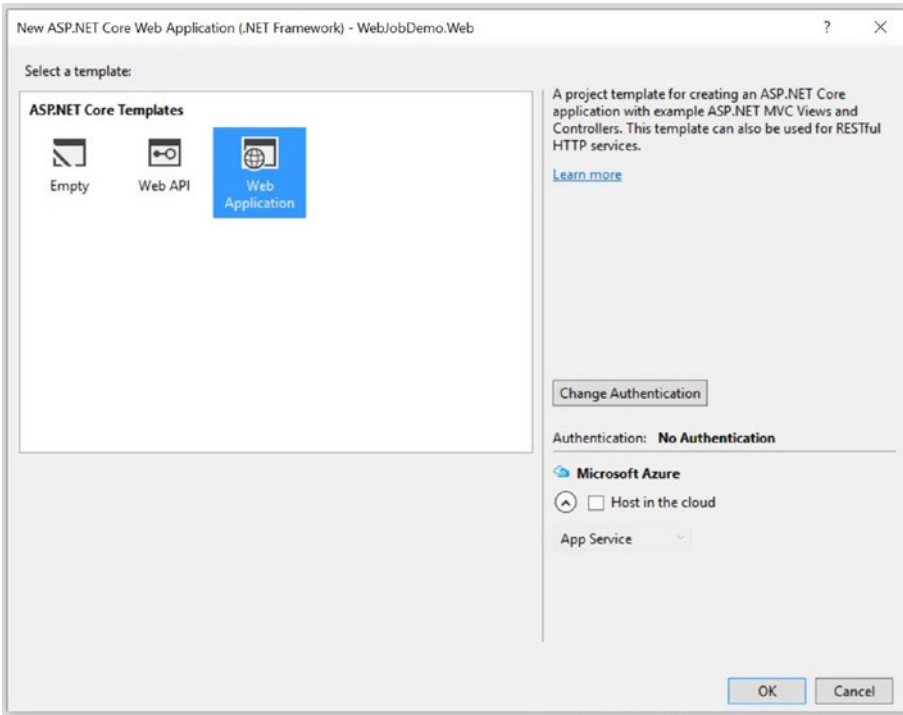 New ASP.NET Core Web Application (.NET Framework) - WebJobDemo.Web
?
Select a template:
ASP.NET Core Templates
Empty
Web API
Web
Application
A project template for creating an ASP.NET Core
application with example ASP.NET MVC Views and
Controllers. This template can also be used for RESTful
HTTP services.
Learn more
Change Authentication
Authentication: No Authentication
Microsoft Azure
Host in the cloud
App Service
OK Cancel